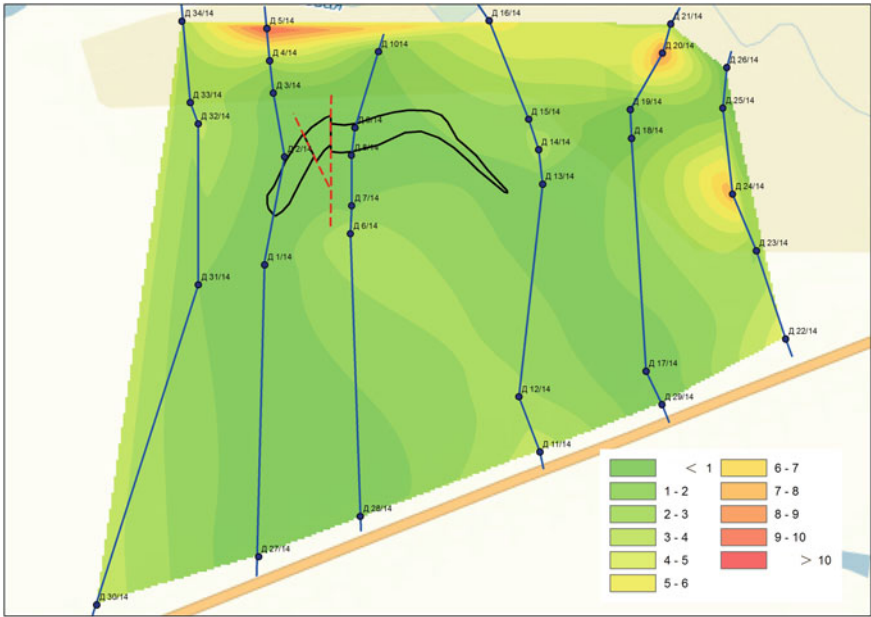 Д 34/14
Д 5/14
Д 16/14
Д 21/14
Д 4/14
Д 1014
Д 20/14
Д 26/14
Д 3/14
Д 33/14
Д 32/14
Д 19/14
Д 25/14
Д 15/14
Д 18/14
Д 14/14
Д 2/14
Д 13/14
Д 24/14
Д 7/14
Д 6/14
Д 23/14
Д 1/14
Д 31/14
Д 22/14
Д 17/14
Д 12/14
Д 29/14
Д 11/14
Д 28/14
Д 27/14
Д 30/14
< 1
1 - 2
2 - 3
3 - 4
4 - 5
5 - 6
6 - 7
7 - 8
8 - 9
9 - 10
> 10